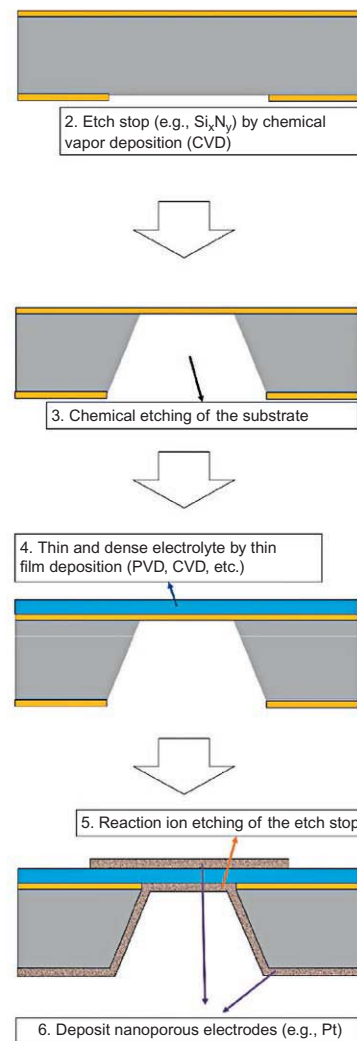 2. Etch stop (e.g., SiₓNᵧ) by chemical
vapor deposition (CVD)
3. Chemical etching of the substrate
4. Thin and dense electrolyte by thin
film deposition (PVD, CVD, etc.)
5. Reaction ion etching of the etch stop
6. Deposit nanoporous electrodes (e.g., Pt)